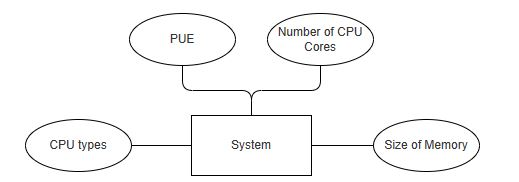 PUE
Number of CPU
Cores
CPU types
System
Size of Memory